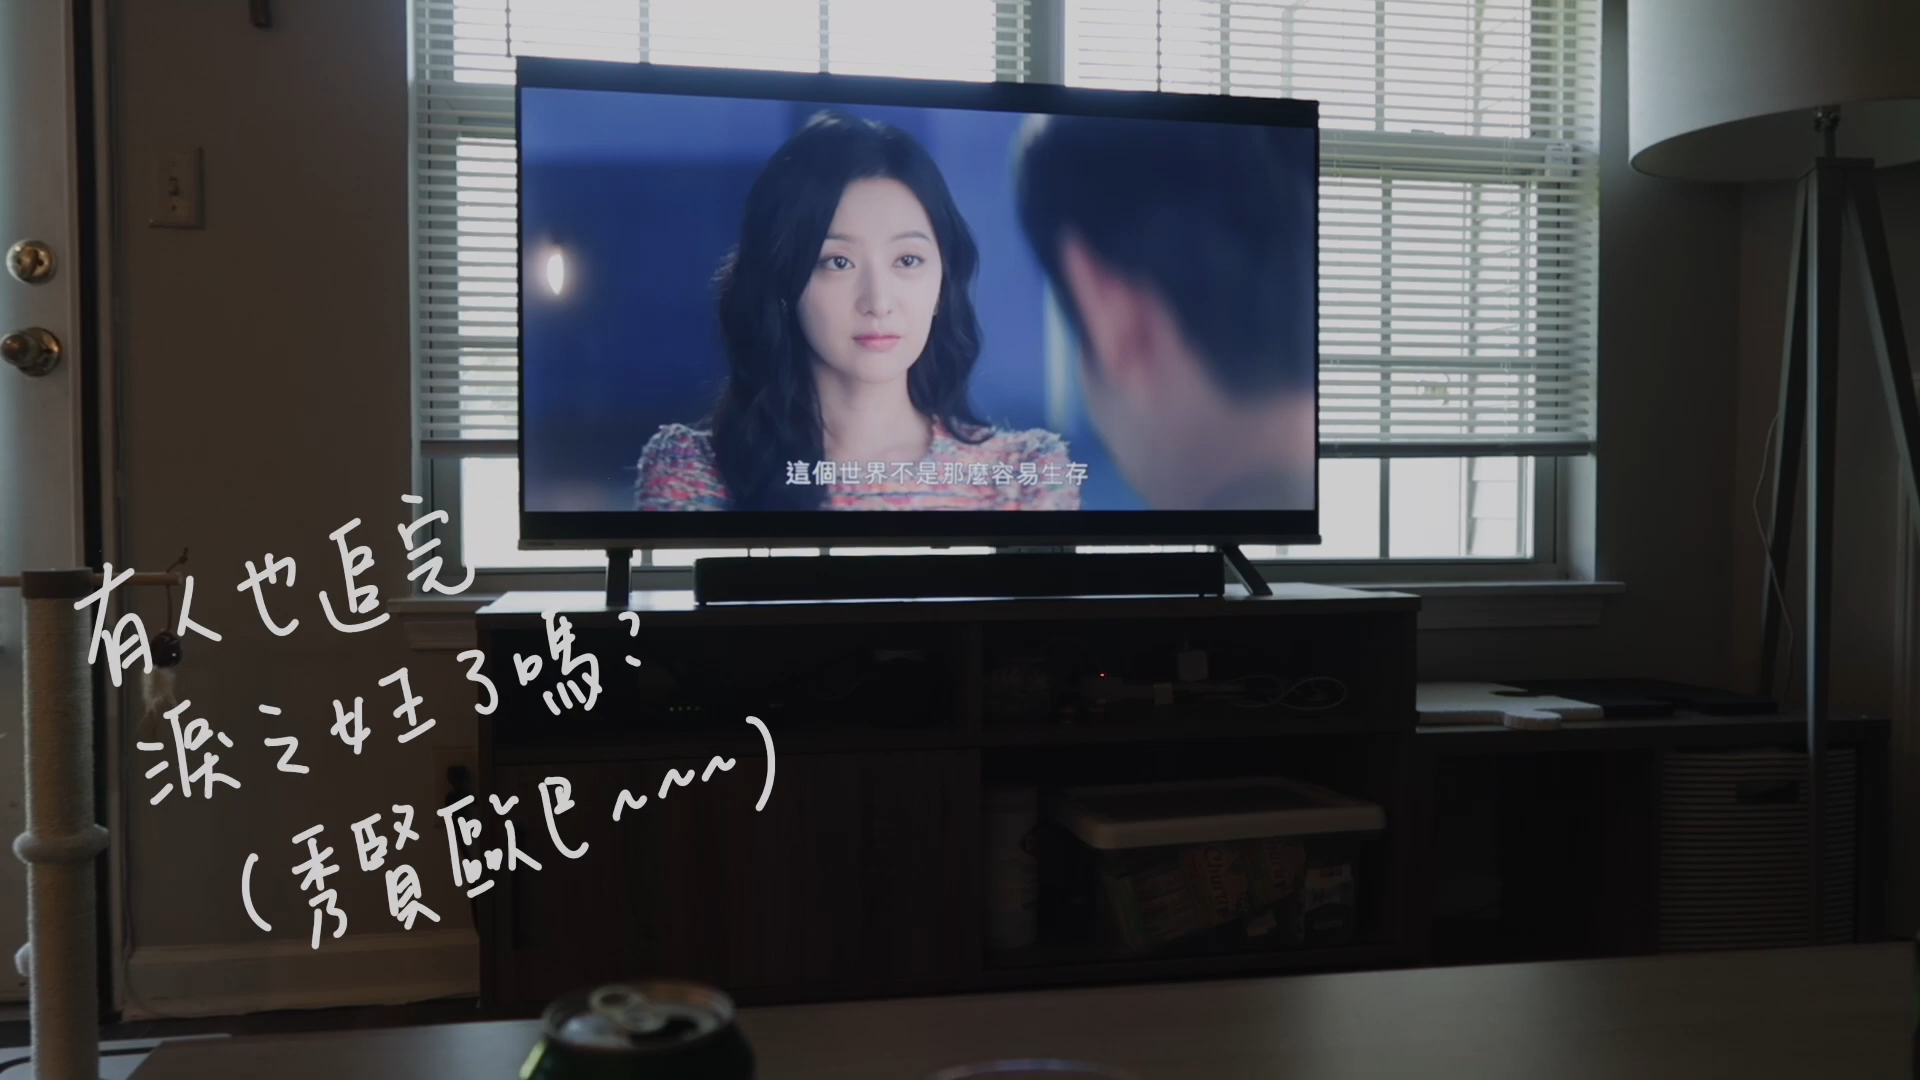 這個世界不是那麼容易生存
有人也追完
淚之女王了嗎?
(秀賢歐巴~~~)